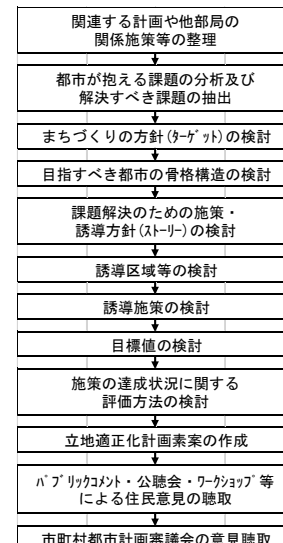 関連する計画や他部局の
関係施策等の整理
都市が抱える課題の分析及び
解決すべき課題の抽出
まちづくりの方針(ﾀｰｹﾞｯﾄ)の検討
目指すべき都市の骨格構造の検討
課題解決のための施策・
誘導方針(ｽﾄｰﾘｰ)の検討
誘導区域等の検討
誘導施策の検討
目標値の検討
施策の達成状況に関する
評価方法の検討
立地適正化計画素案の作成
ﾊﾟﾌﾞﾘｯｸｺﾒﾝﾄ・公聴会・ﾜｰｸｼｮｯﾌﾟ等
による住民意見の聴取
市町村都市計画審議会の意見聴取